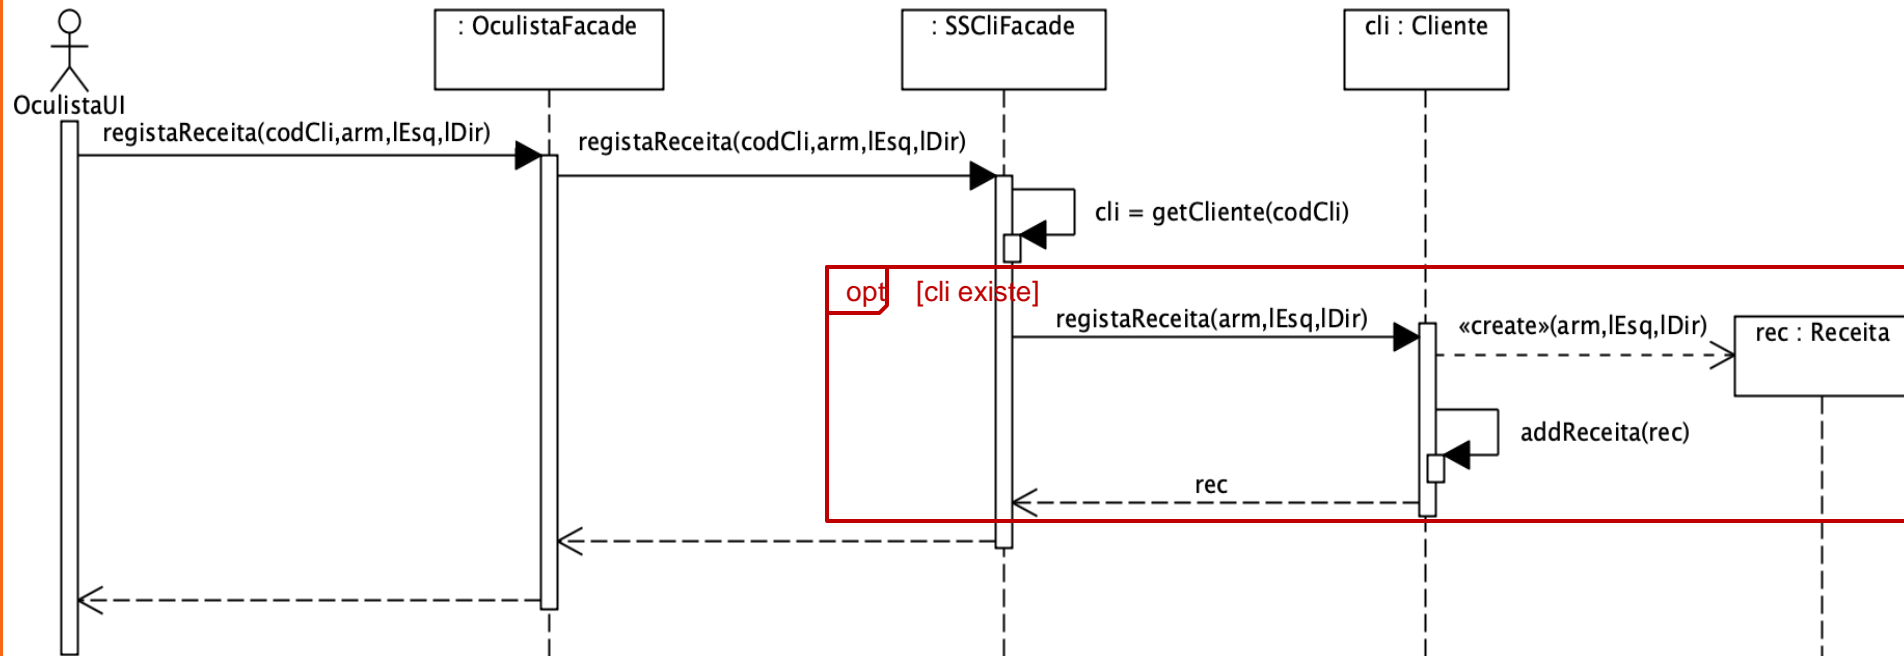 : OculistaFacade
: SSCliFacade
cli : Cliente
OculistaUI
registaReceita(codCli,arm,lEsq,lDir)
registaReceita(codCli,arm,lEsq,lDir)
cli = getCliente(codCli)
opt [cli existe]
registaReceita(arm,lEsq,lDir)
«create»(arm,lEsq,lDir)
rec : Receita
addReceita(rec)
rec